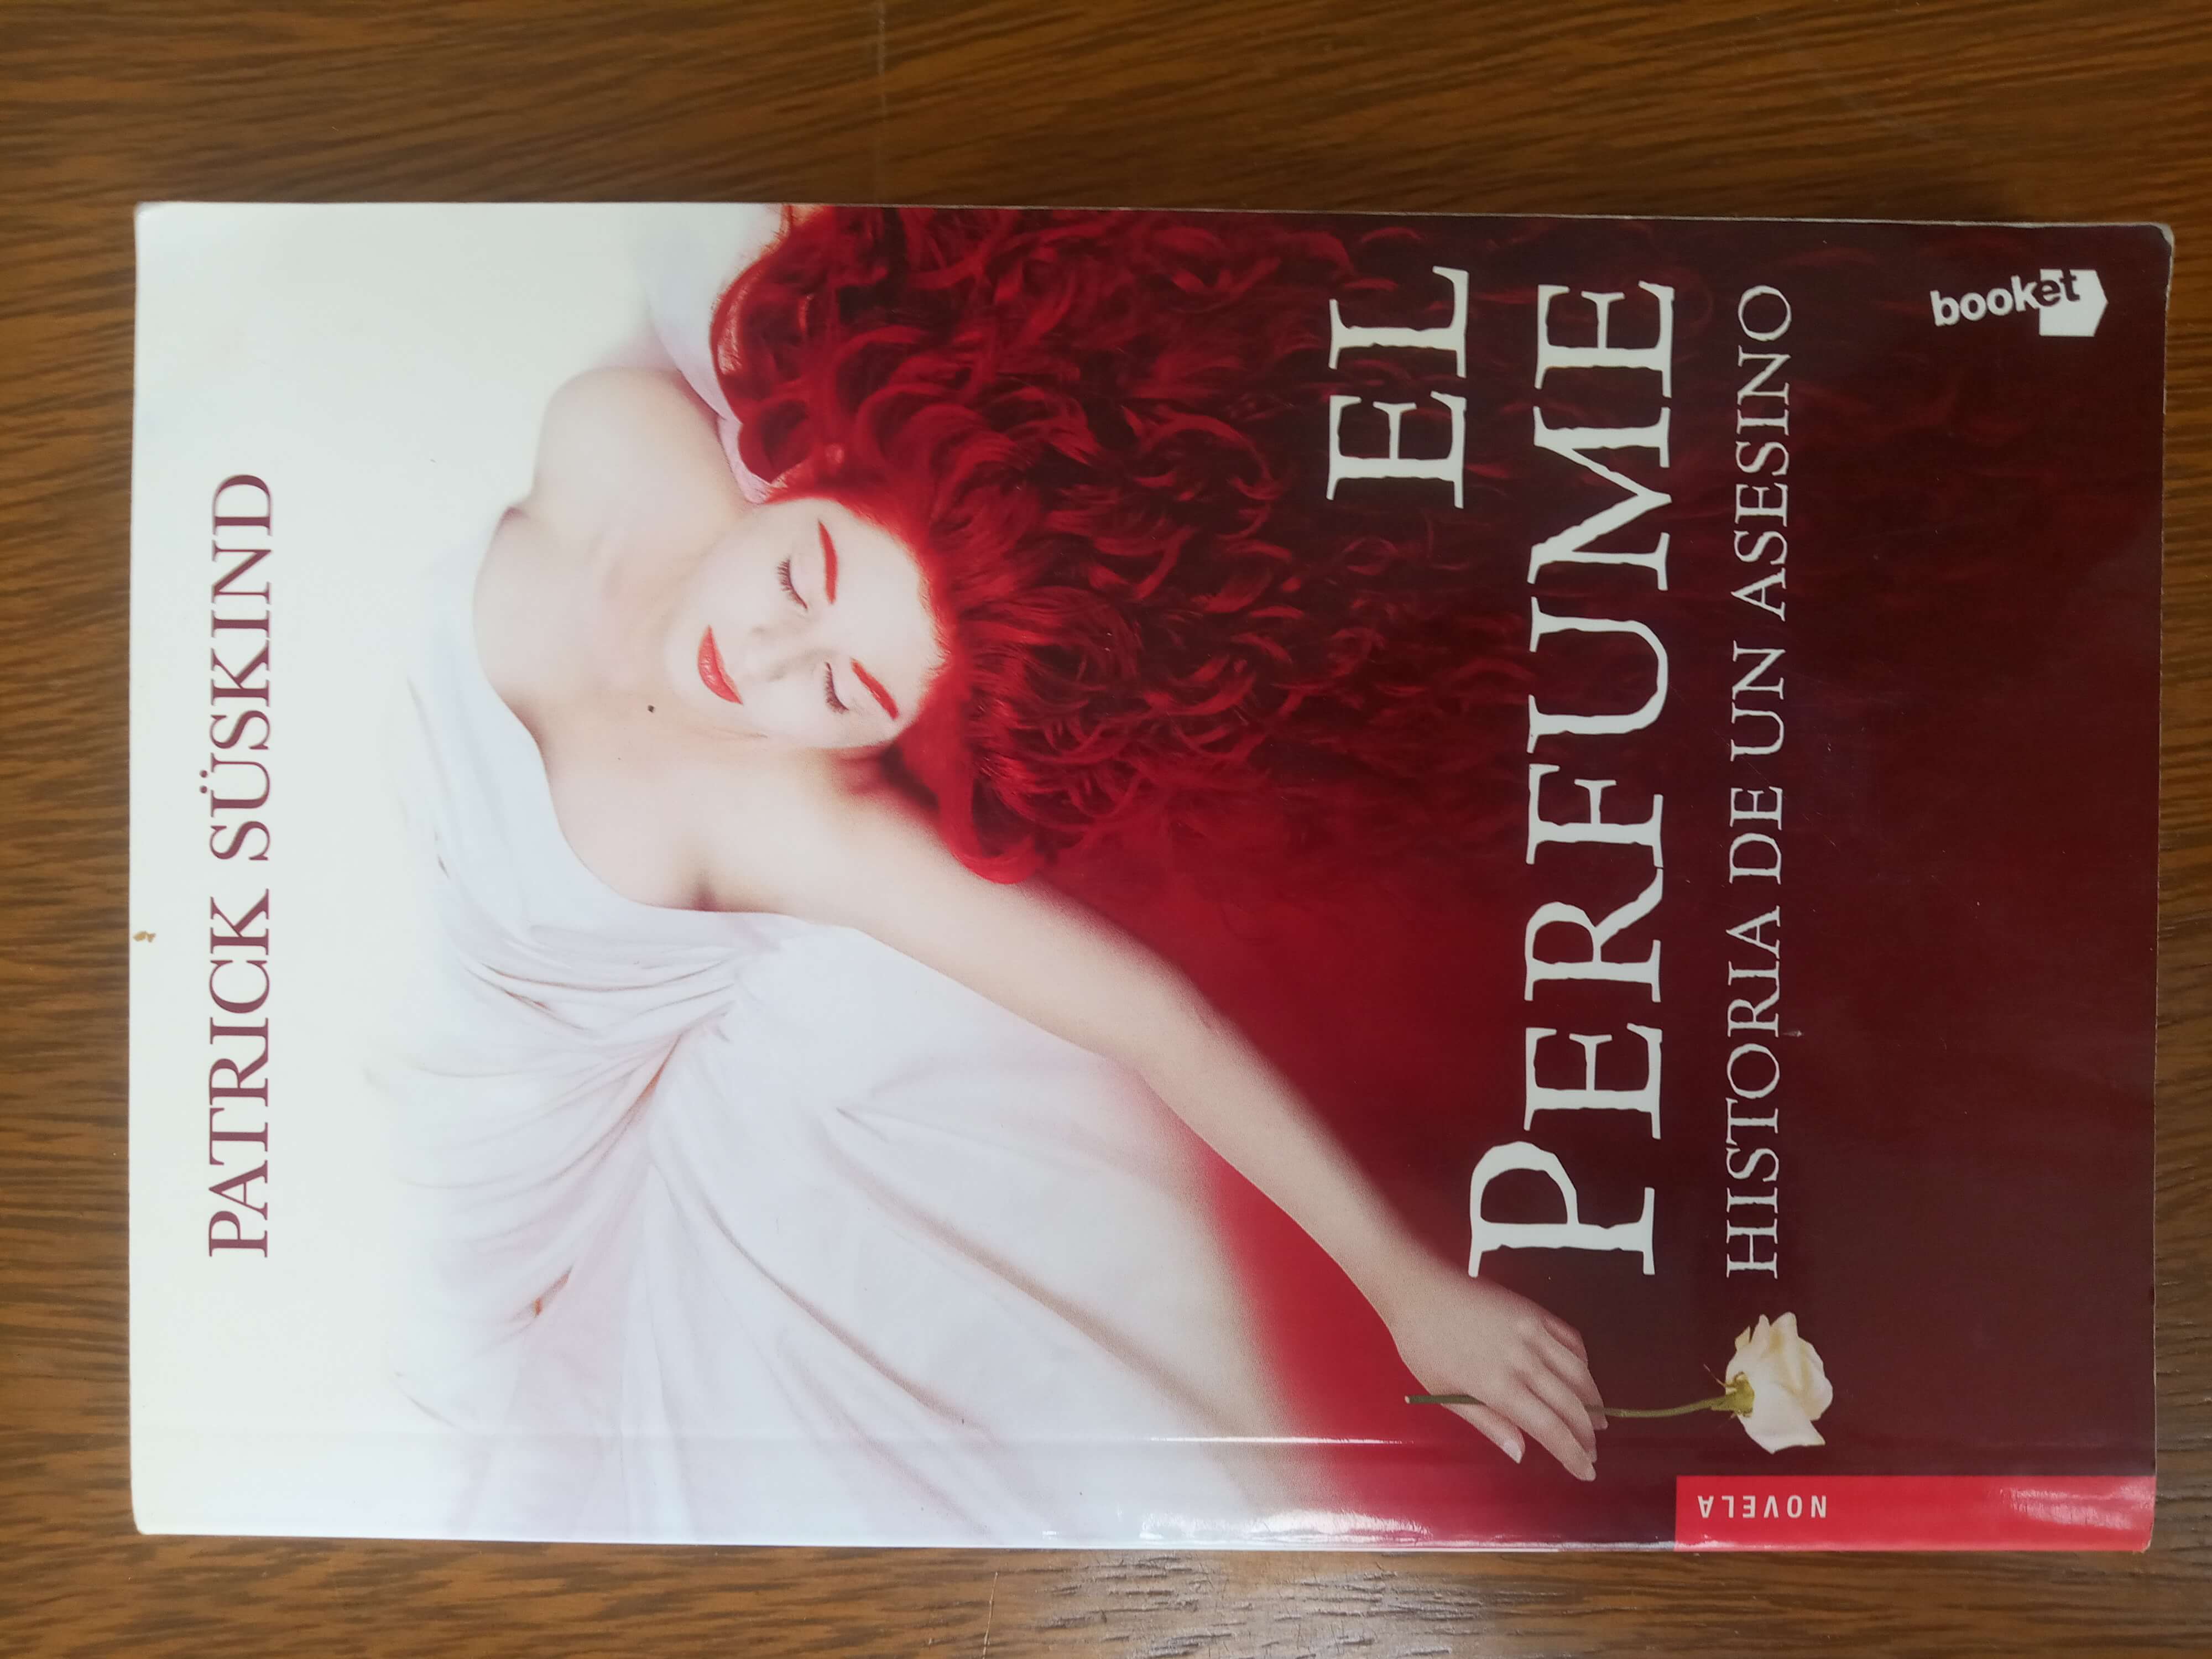 PATRICK SÜSKIND
EL
PERFUME
HISTORIA DE UN ASESINO
booket
NOVELA